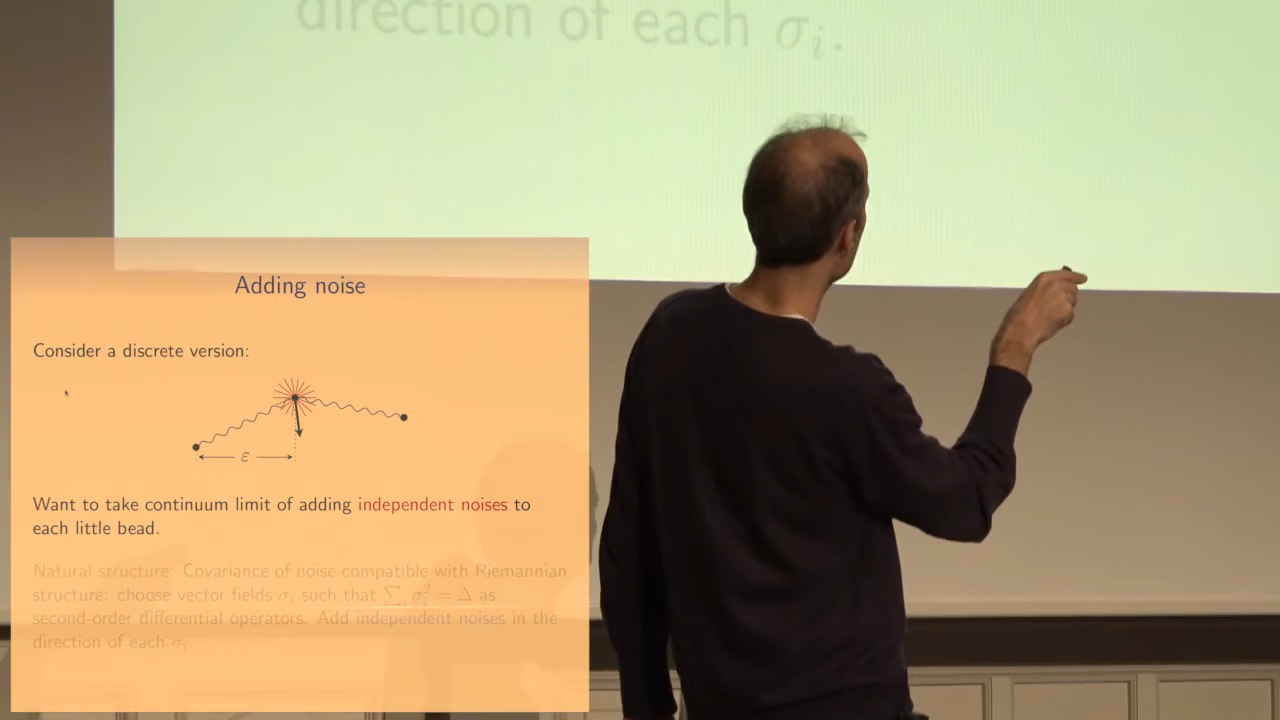 direction of each σᵢ.
Adding noise
Consider a discrete version:
ε
Want to take continuum limit of adding independent noises to
each little bead.
Natural structure: Covariance of noise compatible with Riemannian
structure: choose vector fields σ, such that ∑ᵢ σᵢ² = Δ as
second-order differential operators. Add independent noises in the
direction of each σᵢ.